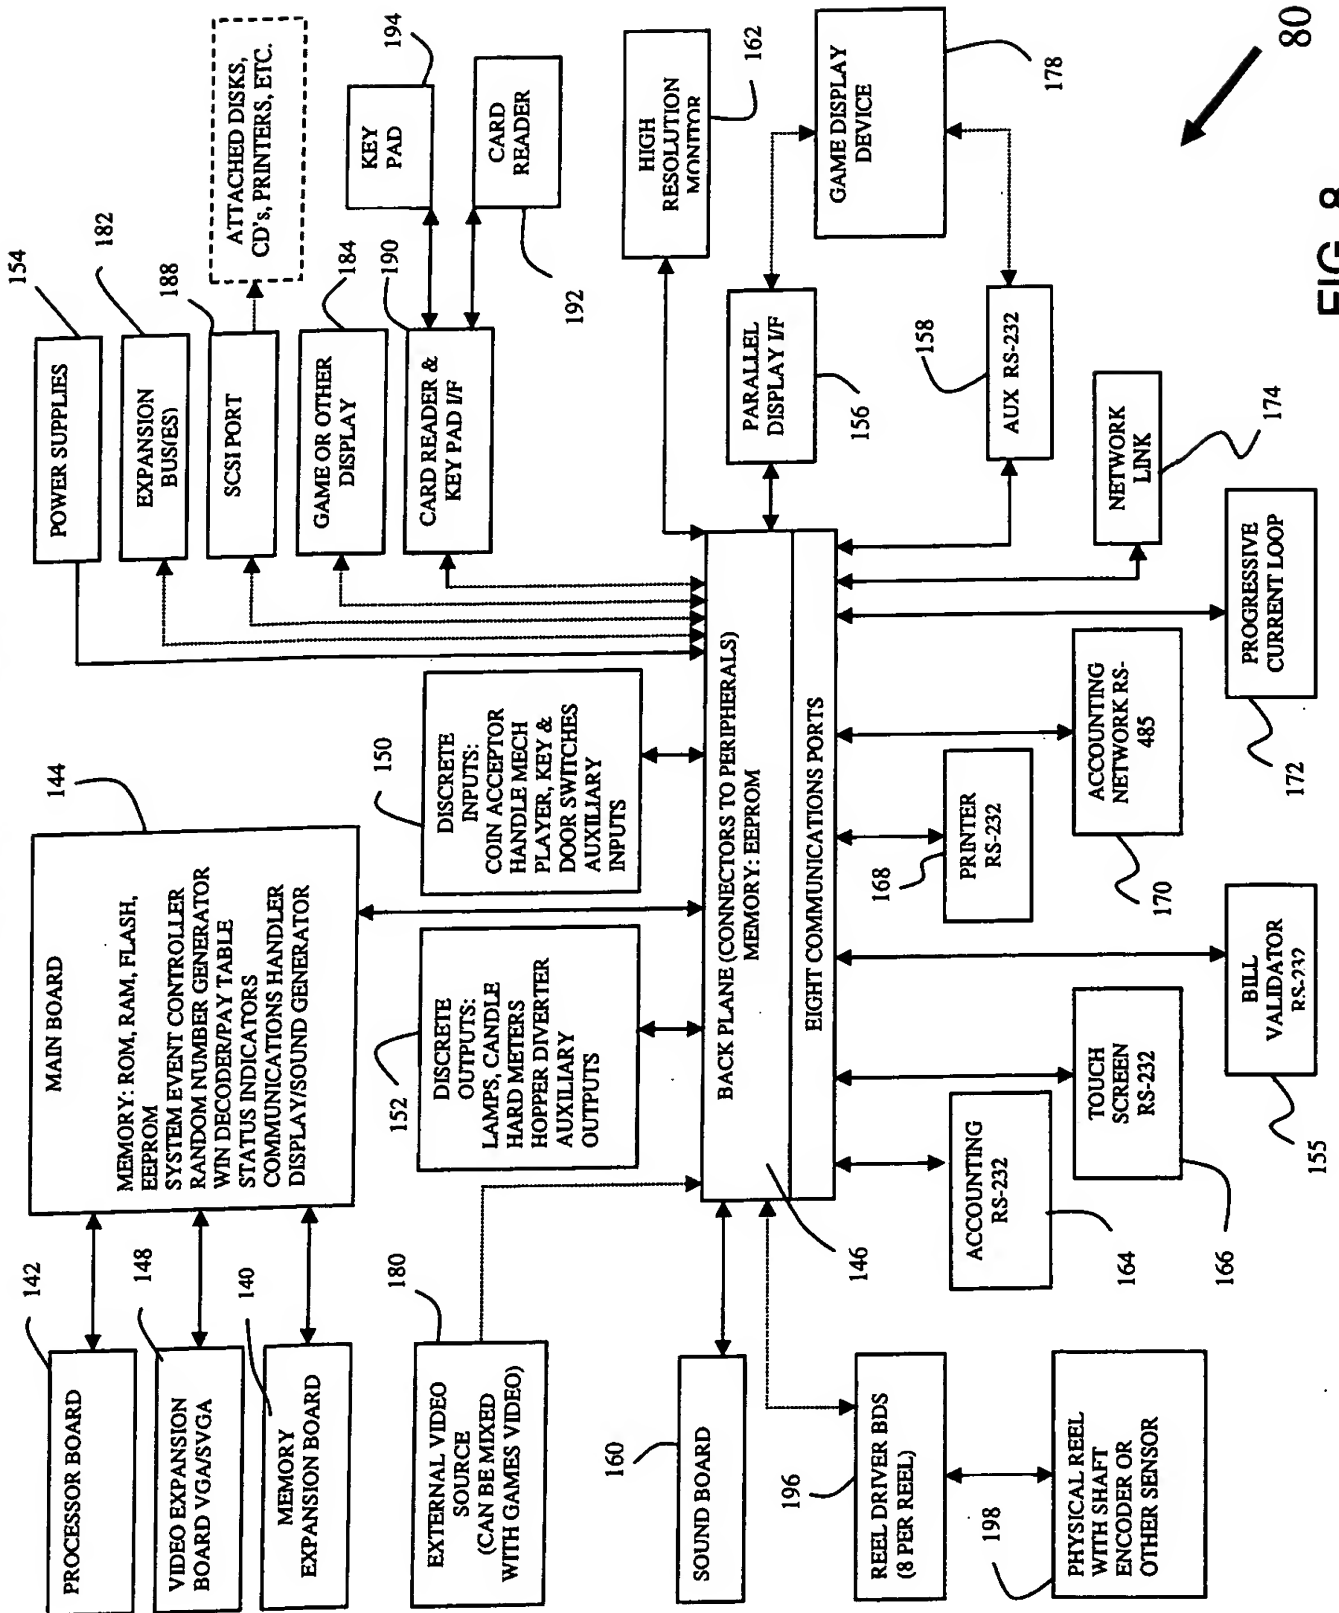 PROCESSOR BOARD
142
VIDEO EXPANSION
BOARD VGA/SVGA
148
MEMORY
EXPANSION BOARD
140
MAIN BOARD
MEMORY: ROM, RAM, FLASH,
EEPROM
SYSTEM EVENT CONTROLLER
RANDOM NUMBER GENERATOR
WIN DECODER/PAY TABLE
STATUS INDICATORS
COMMUNICATIONS HANDLER
DISPLAY/SOUND GENERATOR
144
POWER SUPPLIES
154
EXPANSION
BUS(ES)
182
SCSI PORT
188
ATTACHED DISKS,
CD's, PRINTERS, ETC.
GAME OR OTHER
DISPLAY
184
CARD READER &
KEY PAD I/F
190
KEY
PAD
194
CARD
READER
192
EXTERNAL VIDEO
SOURCE
(CAN BE MIXED
WITH GAMES VIDEO)
180
DISCRETE
OUTPUTS:
LAMPS, CANDLE
HARD METERS
HOPPER DIVERTER
AUXILIARY
OUTPUTS
152
DISCRETE
INPUTS:
COIN ACCEPTOR
HANDLE MECH
PLAYER, KEY &
DOOR SWITCHES
AUXILIARY
INPUTS
150
HIGH
RESOLUTION
MONITOR
162
SOUND BOARD
160
BACK PLANE (CONNECTORS TO PERIPHERALS)
MEMORY: EEPROM
EIGHT COMMUNICATIONS PORTS
146
PARALLEL
DISPLAY I/F
156
GAME DISPLAY
DEVICE
178
AUX RS-232
158
REEL DRIVER BDS
(8 PER REEL)
196
PHYSICAL REEL
WITH SHAFT
ENCODER OR
OTHER SENSOR
198
ACCOUNTING
RS-232
164
TOUCH
SCREEN
RS-232
166
BILL
VALIDATOR
RS-232
155
PRINTER
RS-232
168
ACCOUNTING
NETWORK RS-
485
170
PROGRESSIVE
CURRENT LOOP
172
NETWORK
LINK
174
80
FIG. 8